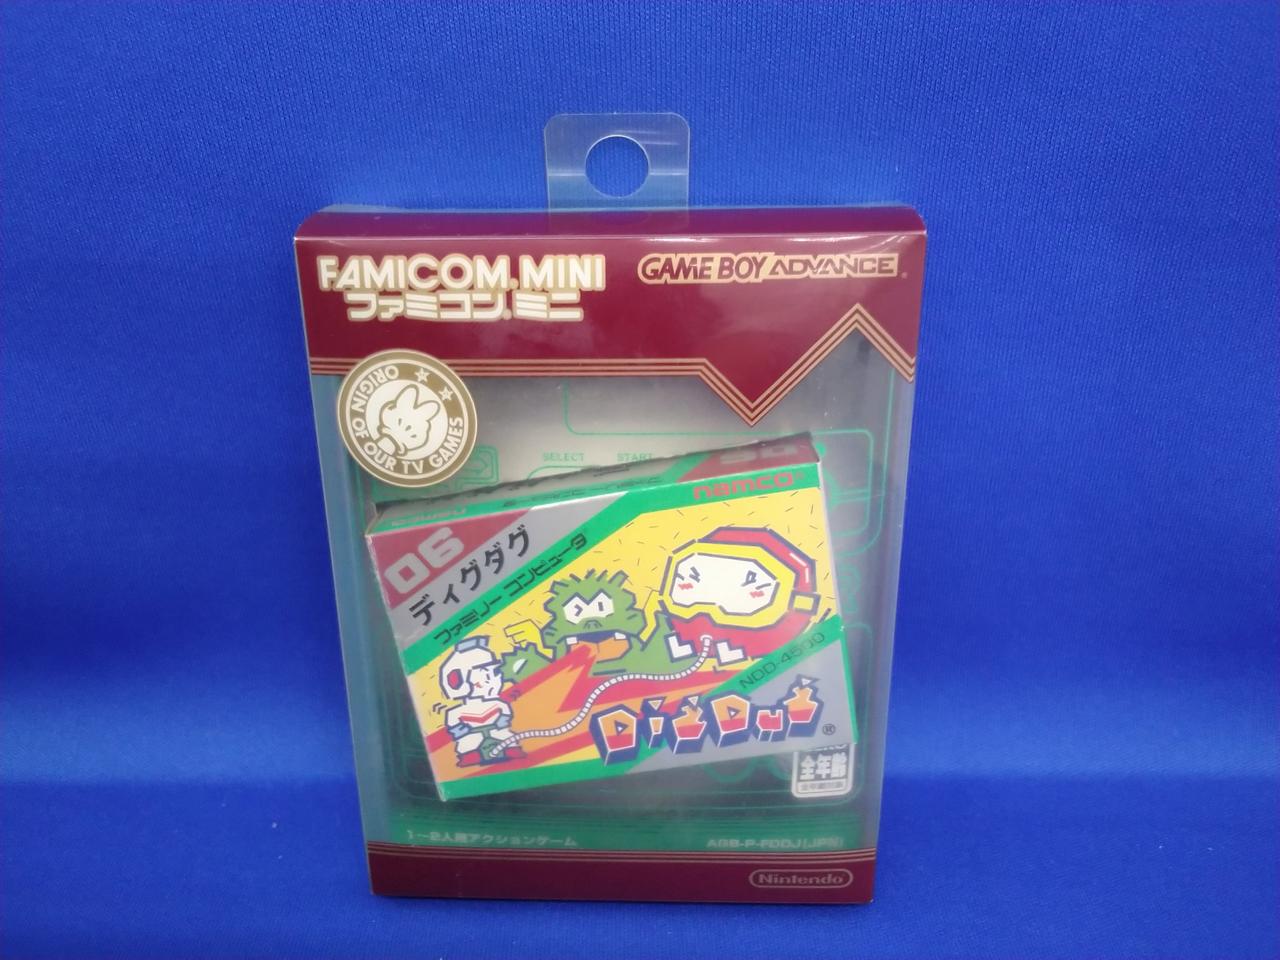 FAMICOM MINI
ファミコン ミニ
GAME BOY ADVANCE
ORIGIN OF OUR TV GAMES
SELECT START
namco
06
ディグダグ
ファミリー コンピュータ
NDD-4500
DIG DUG®
全年齢
1～2人用アクションゲーム
AGB-P-FDDJ(JPN)
Nintendo